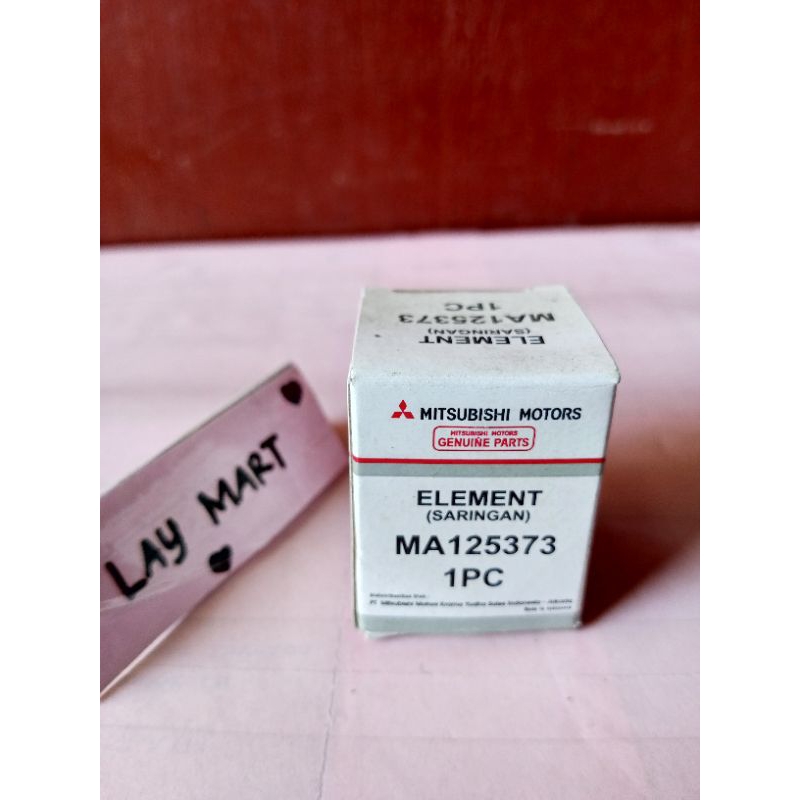 1PC
MA125373
(SARINGAN)
ELEMENT
MITSUBISHI MOTORS
MITSUBISHI MOTORS
GENUINE PARTS
ELEMENT
(SARINGAN)
MA125373
1PC
LAY MART